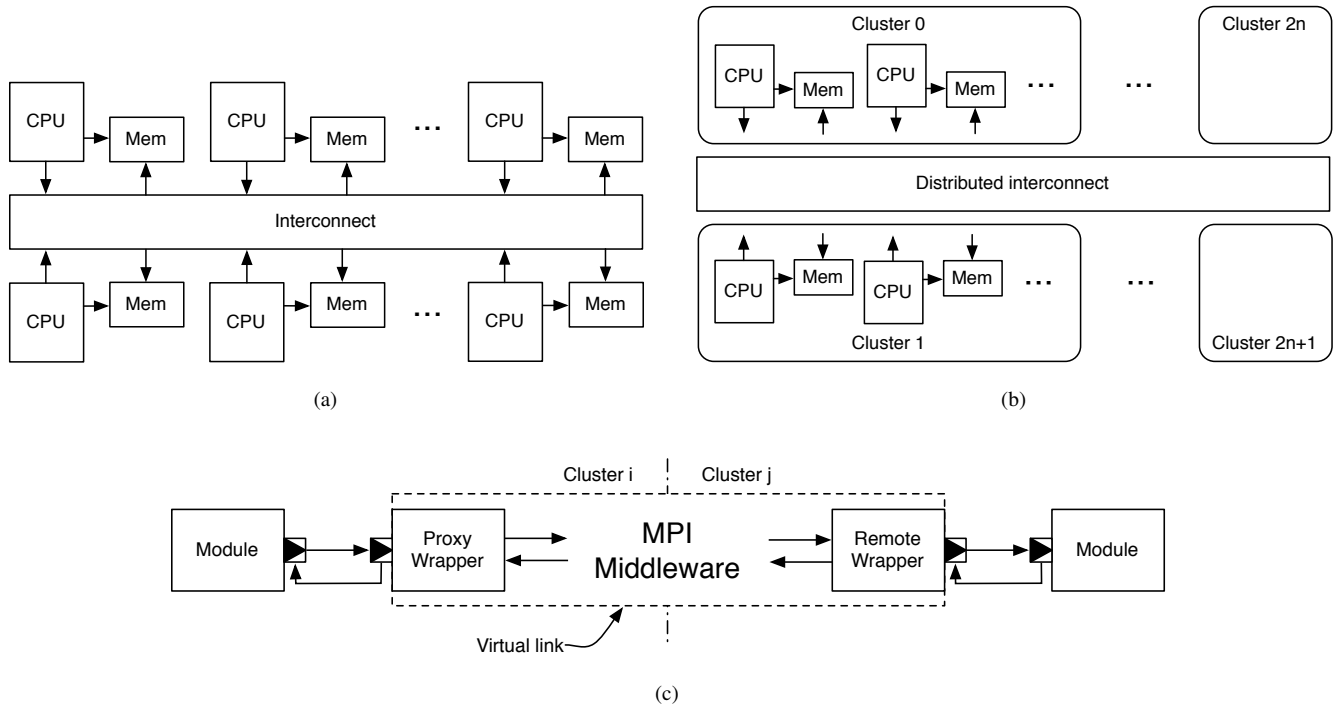 CPU
Mem
CPU
Mem
...
CPU
Mem
Interconnect
CPU
Mem
CPU
Mem
...
CPU
Mem
(a)
Cluster 0
CPU
Mem
CPU
Mem
...
...
Cluster 2n
Distributed interconnect
CPU
Mem
CPU
Mem
...
...
Cluster 1
Cluster 2n+1
(b)
Cluster i
Cluster j
Module
Proxy
Wrapper
MPI
Middleware
Remote
Wrapper
Module
Virtual link
(c)